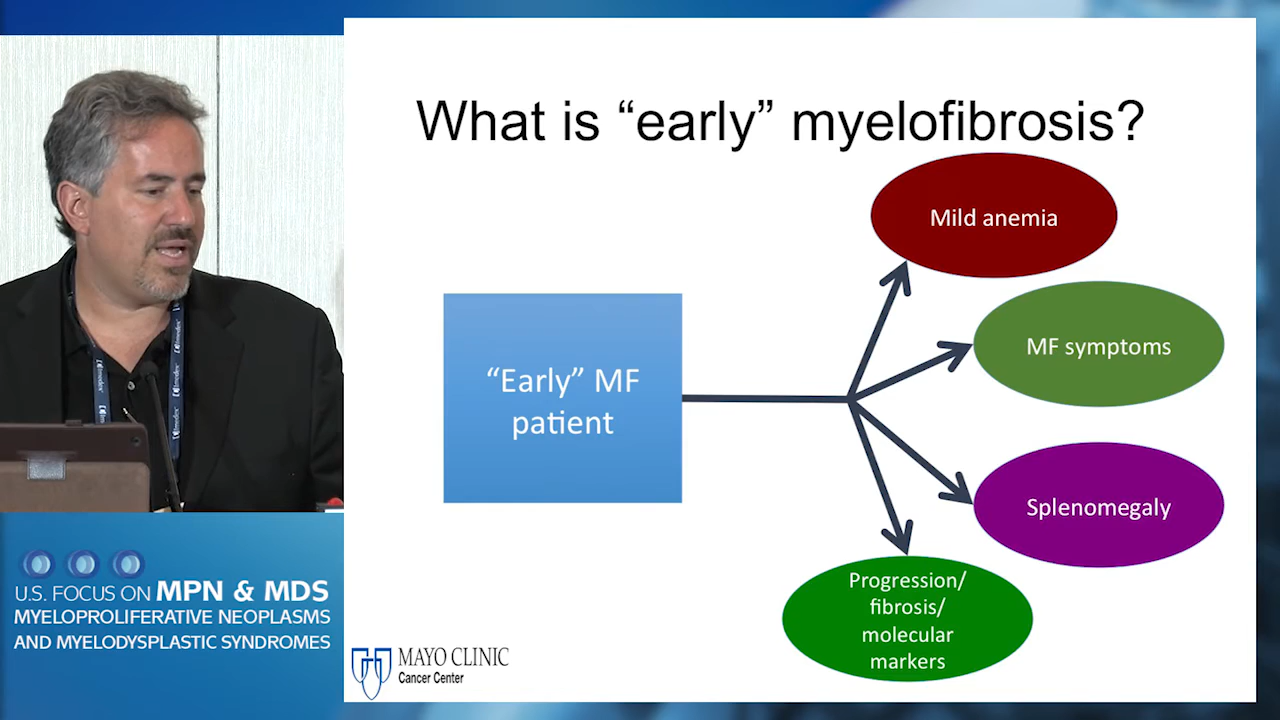 What is “early” myelofibrosis?
Mild anemia
MF symptoms
“Early” MF
patient
Splenomegaly
Progression/
fibrosis/
molecular
markers
MAYO CLINIC
Cancer Center
U.S. FOCUS ON MPN & MDS
MYELOPROLIFERATIVE NEOPLASMS
AND MYELODYSPLASTIC SYNDROMES